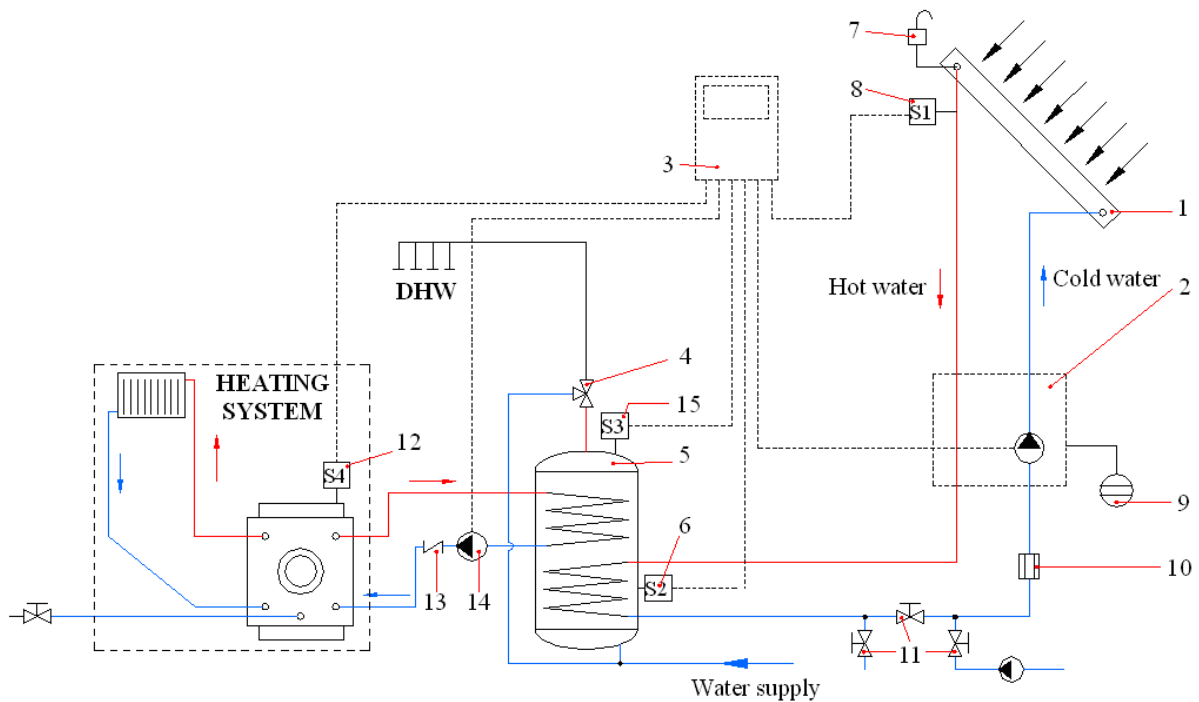 7
8
S1
3
1
DHW
Hot water
Cold water
2
4
HEATING
SYSTEM
15
S3
12
5
S4
9
6
10
S2
13
14
11
Water supply